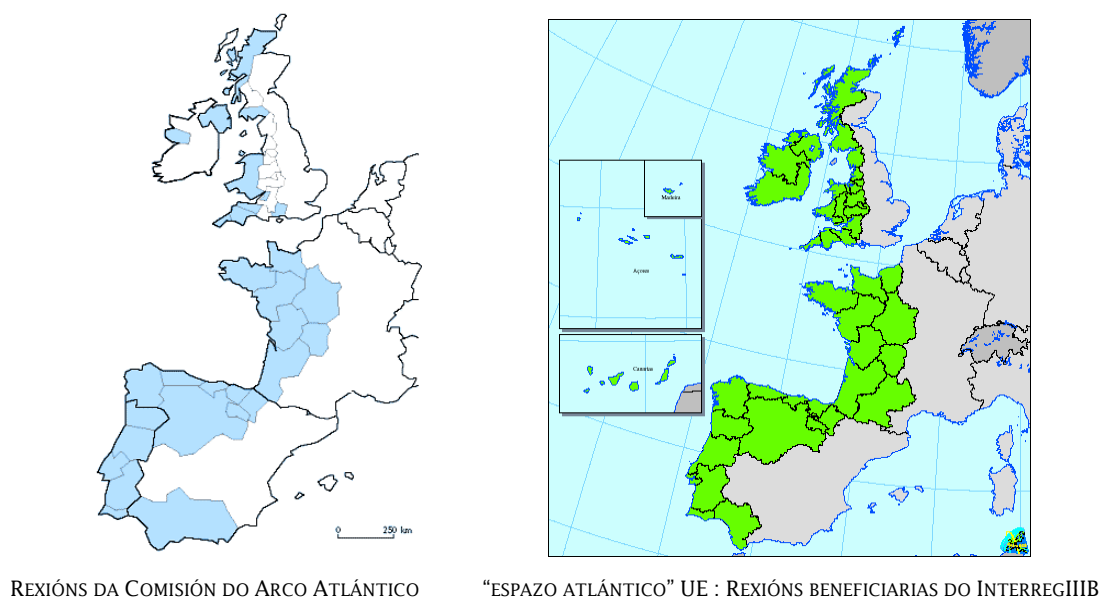 0 250 km
Madeira
Açores
Canarias
REXIÓNS DA COMISIÓN DO ARCO ATLÁNTICO
“ESPAZO ATLÁNTICO” UE : REXIÓNS BENEFICIARIAS DO INTERREGIIIB